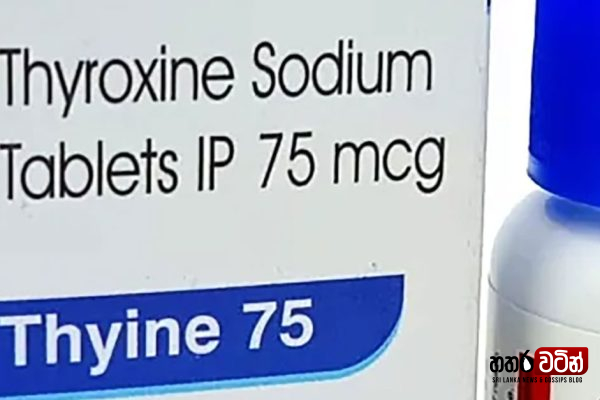 Thyroxine Sodium
Tablets IP 75 mcg
Thyine 75
හතර වටින්
SRI LANKA NEWS & GOSSIPS BLOG